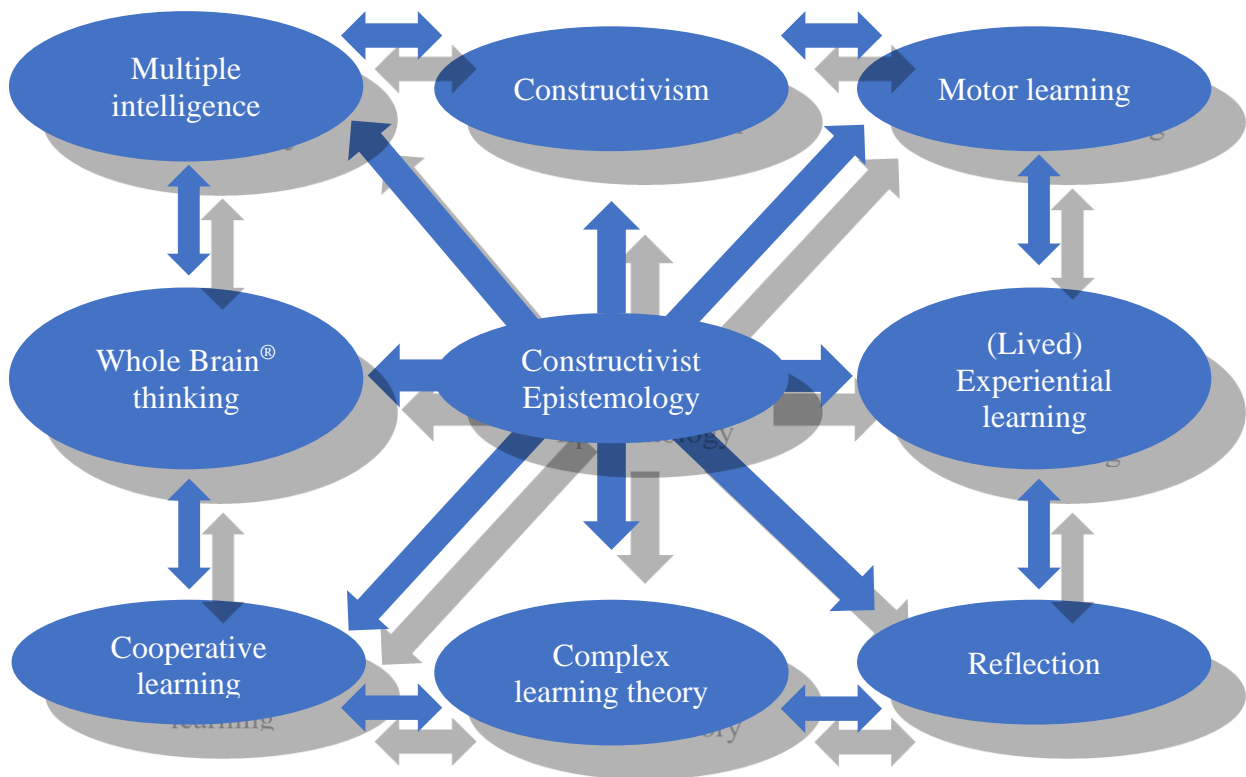 Multiple
intelligence
Constructivism
Motor learning
Whole Brain® 
thinking
Constructivist
Epistemology
(Lived)
Experiential
learning
Cooperative
learning
Complex
learning theory
Reflection